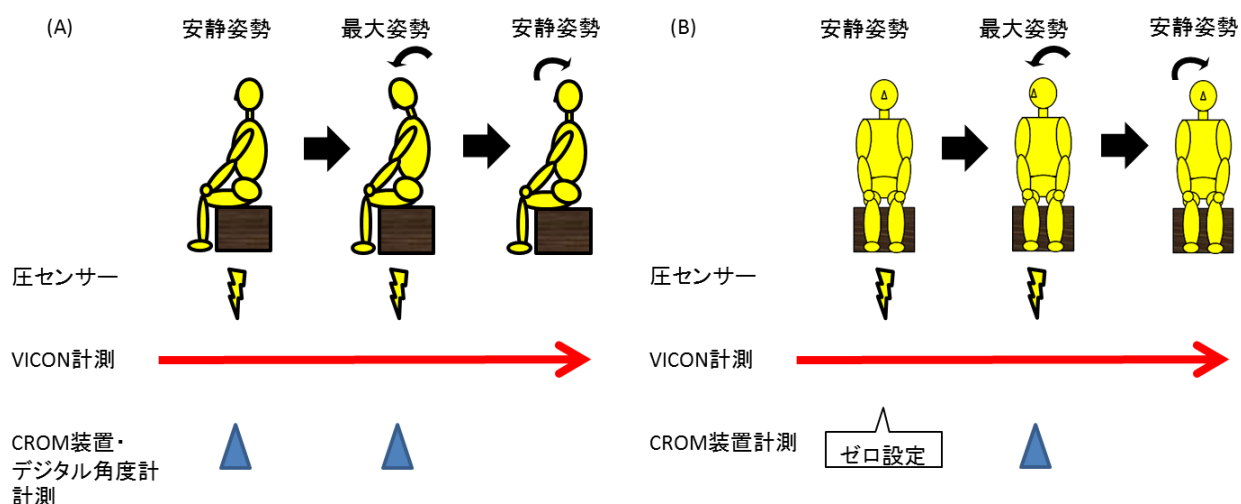 (A)
安静姿勢
最大姿勢
安静姿勢
圧センサー
VICON計測
CROM装置・
デジタル角度計
計測
(B)
安静姿勢
最大姿勢
安静姿勢
圧センサー
VICON計測
CROM装置計測
ゼロ設定